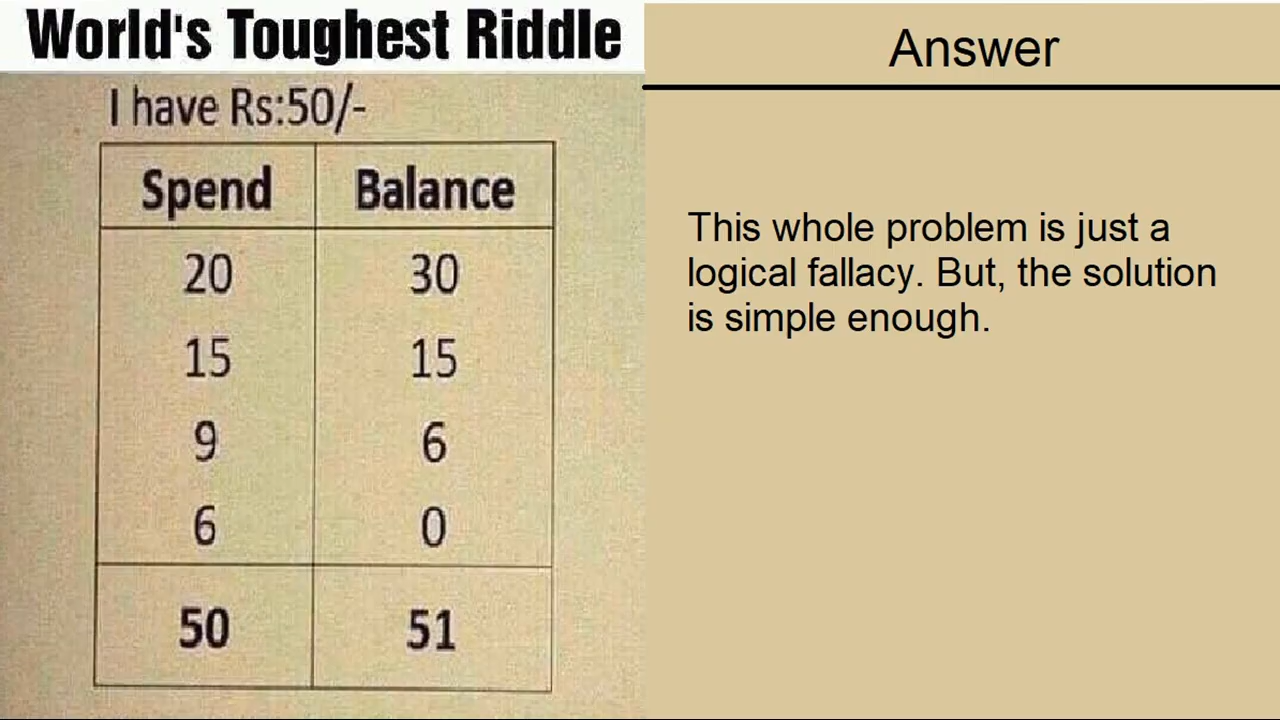 World's Toughest Riddle
I have Rs:50/-
Spend Balance
20 30
15 15
9 6
6 0
50 51
Answer
This whole problem is just a
logical fallacy. But, the solution
is simple enough.